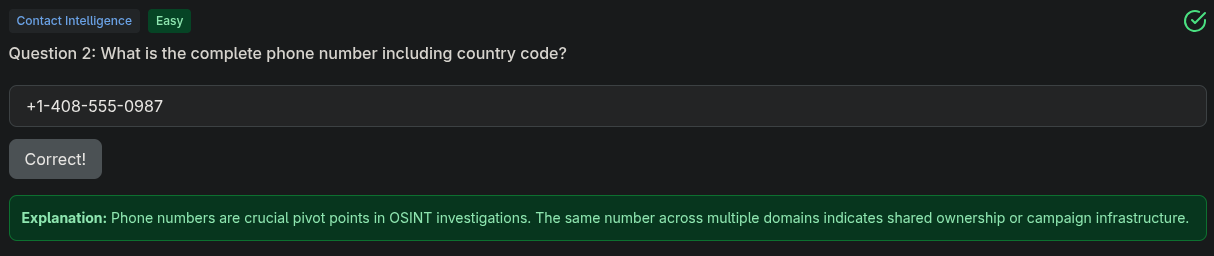 Contact Intelligence Easy
Question 2: What is the complete phone number including country code?
+1-408-555-0987
Correct!
Explanation: Phone numbers are crucial pivot points in OSINT investigations. The same number across multiple domains indicates shared ownership or campaign infrastructure.